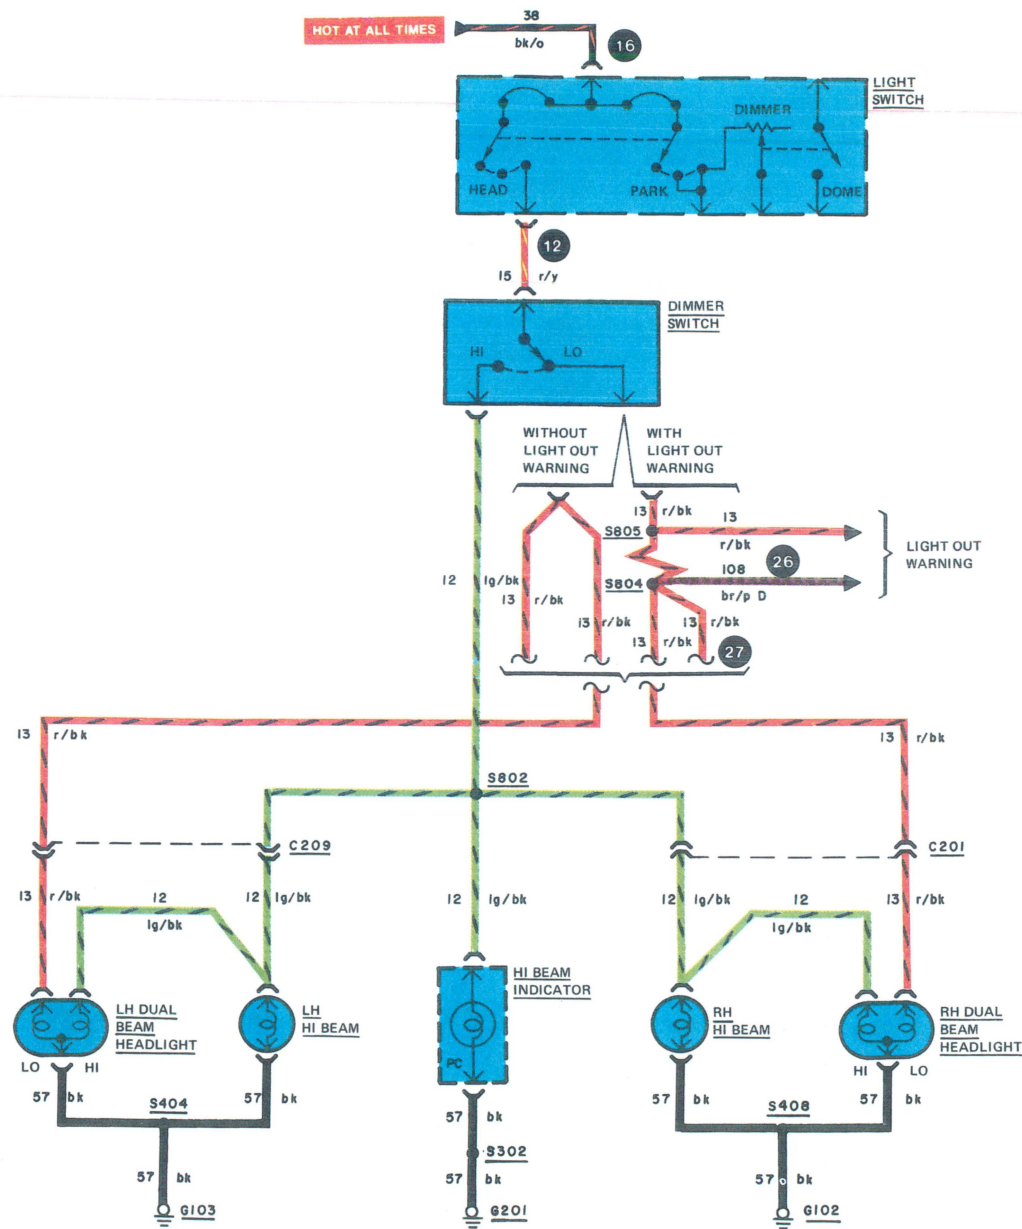 38
HOT AT ALL TIMES
bk/o
16
LIGHT
SWITCH
DIMMER
HEAD
PARK
DOME
12
15 r/y
DIMMER
SWITCH
HI
LO
WITHOUT
LIGHT OUT
WARNING
WITH
LIGHT OUT
WARNING
13 r/bk
S805
13
r/bk
LIGHT OUT
WARNING
26
108
br/p D
S804
12 lg/bk
13 r/bk
13 r/bk
13 r/bk
13 r/bk
27
13 r/bk
13 r/bk
S802
C209
C201
13 r/bk
12
lg/bk
12 lg/bk
12 lg/bk
12 lg/bk
12
lg/bk
13 r/bk
LH DUAL
BEAM
HEADLIGHT
LO
HI
LH
HI BEAM
HI BEAM
INDICATOR
PC
RH
HI BEAM
RH DUAL
BEAM
HEADLIGHT
HI
LO
57 bk
S404
57 bk
57 bk
57 bk
S408
57 bk
S302
57 bk
57 bk
57 bk
G103
G201
G102